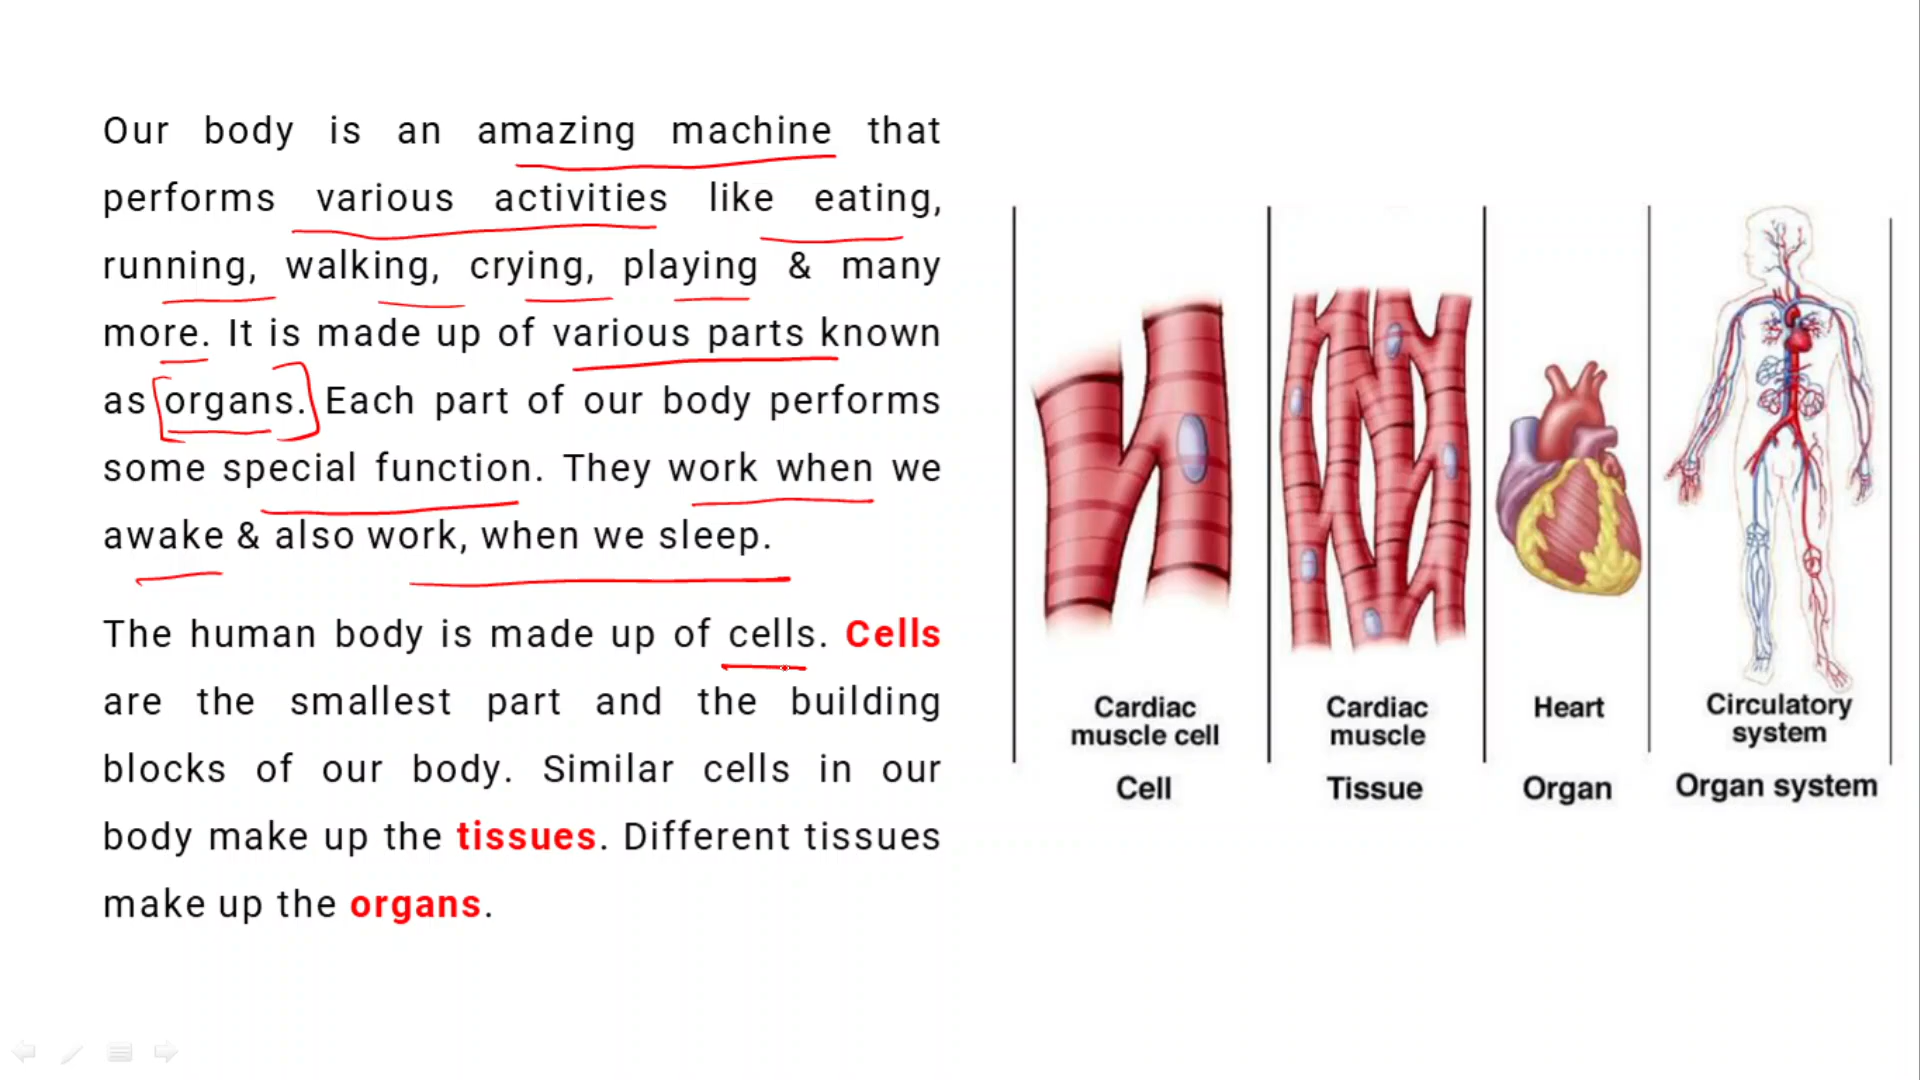 Our body is an amazing machine that
performs various activities like eating,
running, walking, crying, playing & many
more. It is made up of various parts known
as organs. Each part of our body performs
some special function. They work when we
awake & also work, when we sleep.
The human body is made up of cells. Cells
are the smallest part and the building
blocks of our body. Similar cells in our
body make up the tissues. Different tissues
make up the organs.
Cardiac
muscle cell
Cell
Cardiac
muscle
Tissue
Heart
Organ
Circulatory
system
Organ system